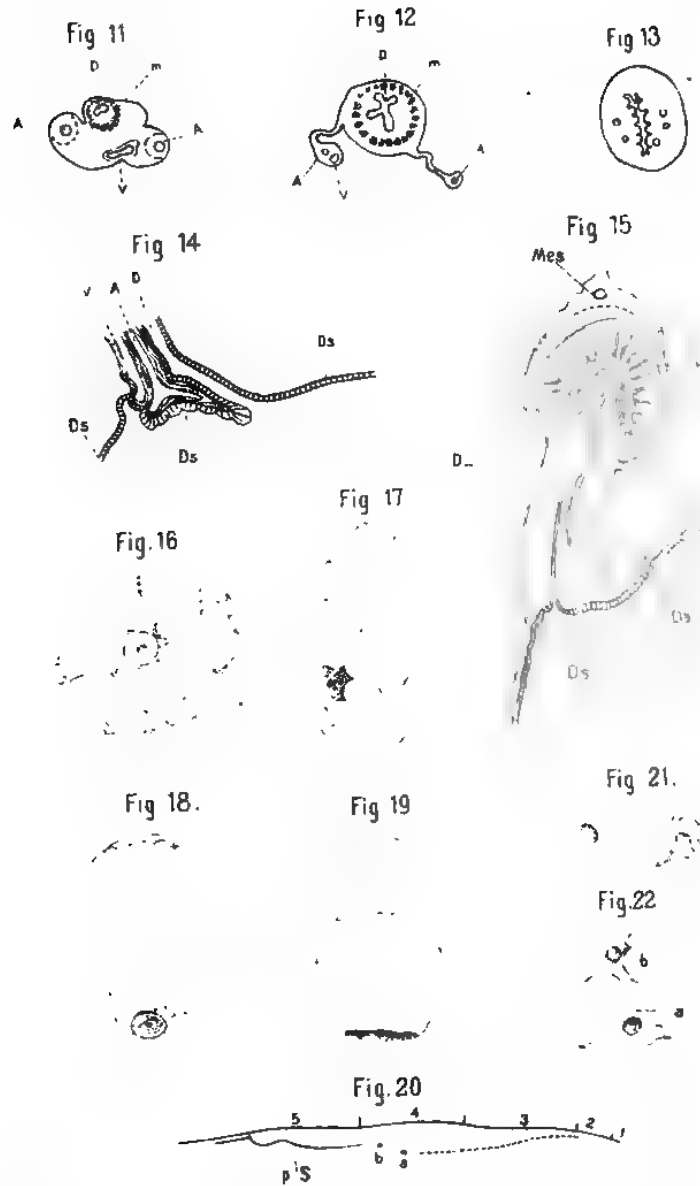 Fig 11
D m
A A
V
Fig 12
D m
A V A
Fig 13
Fig 14
V A D
Ds
Ds
Ds
Fig 15
Mes
D
Ds
Ds
Fig.16
Fig 17
Fig 18.
Fig 19
Fig 21.
Fig.22
b
a
Fig.20
5 4 3 2 1
b a
p'S